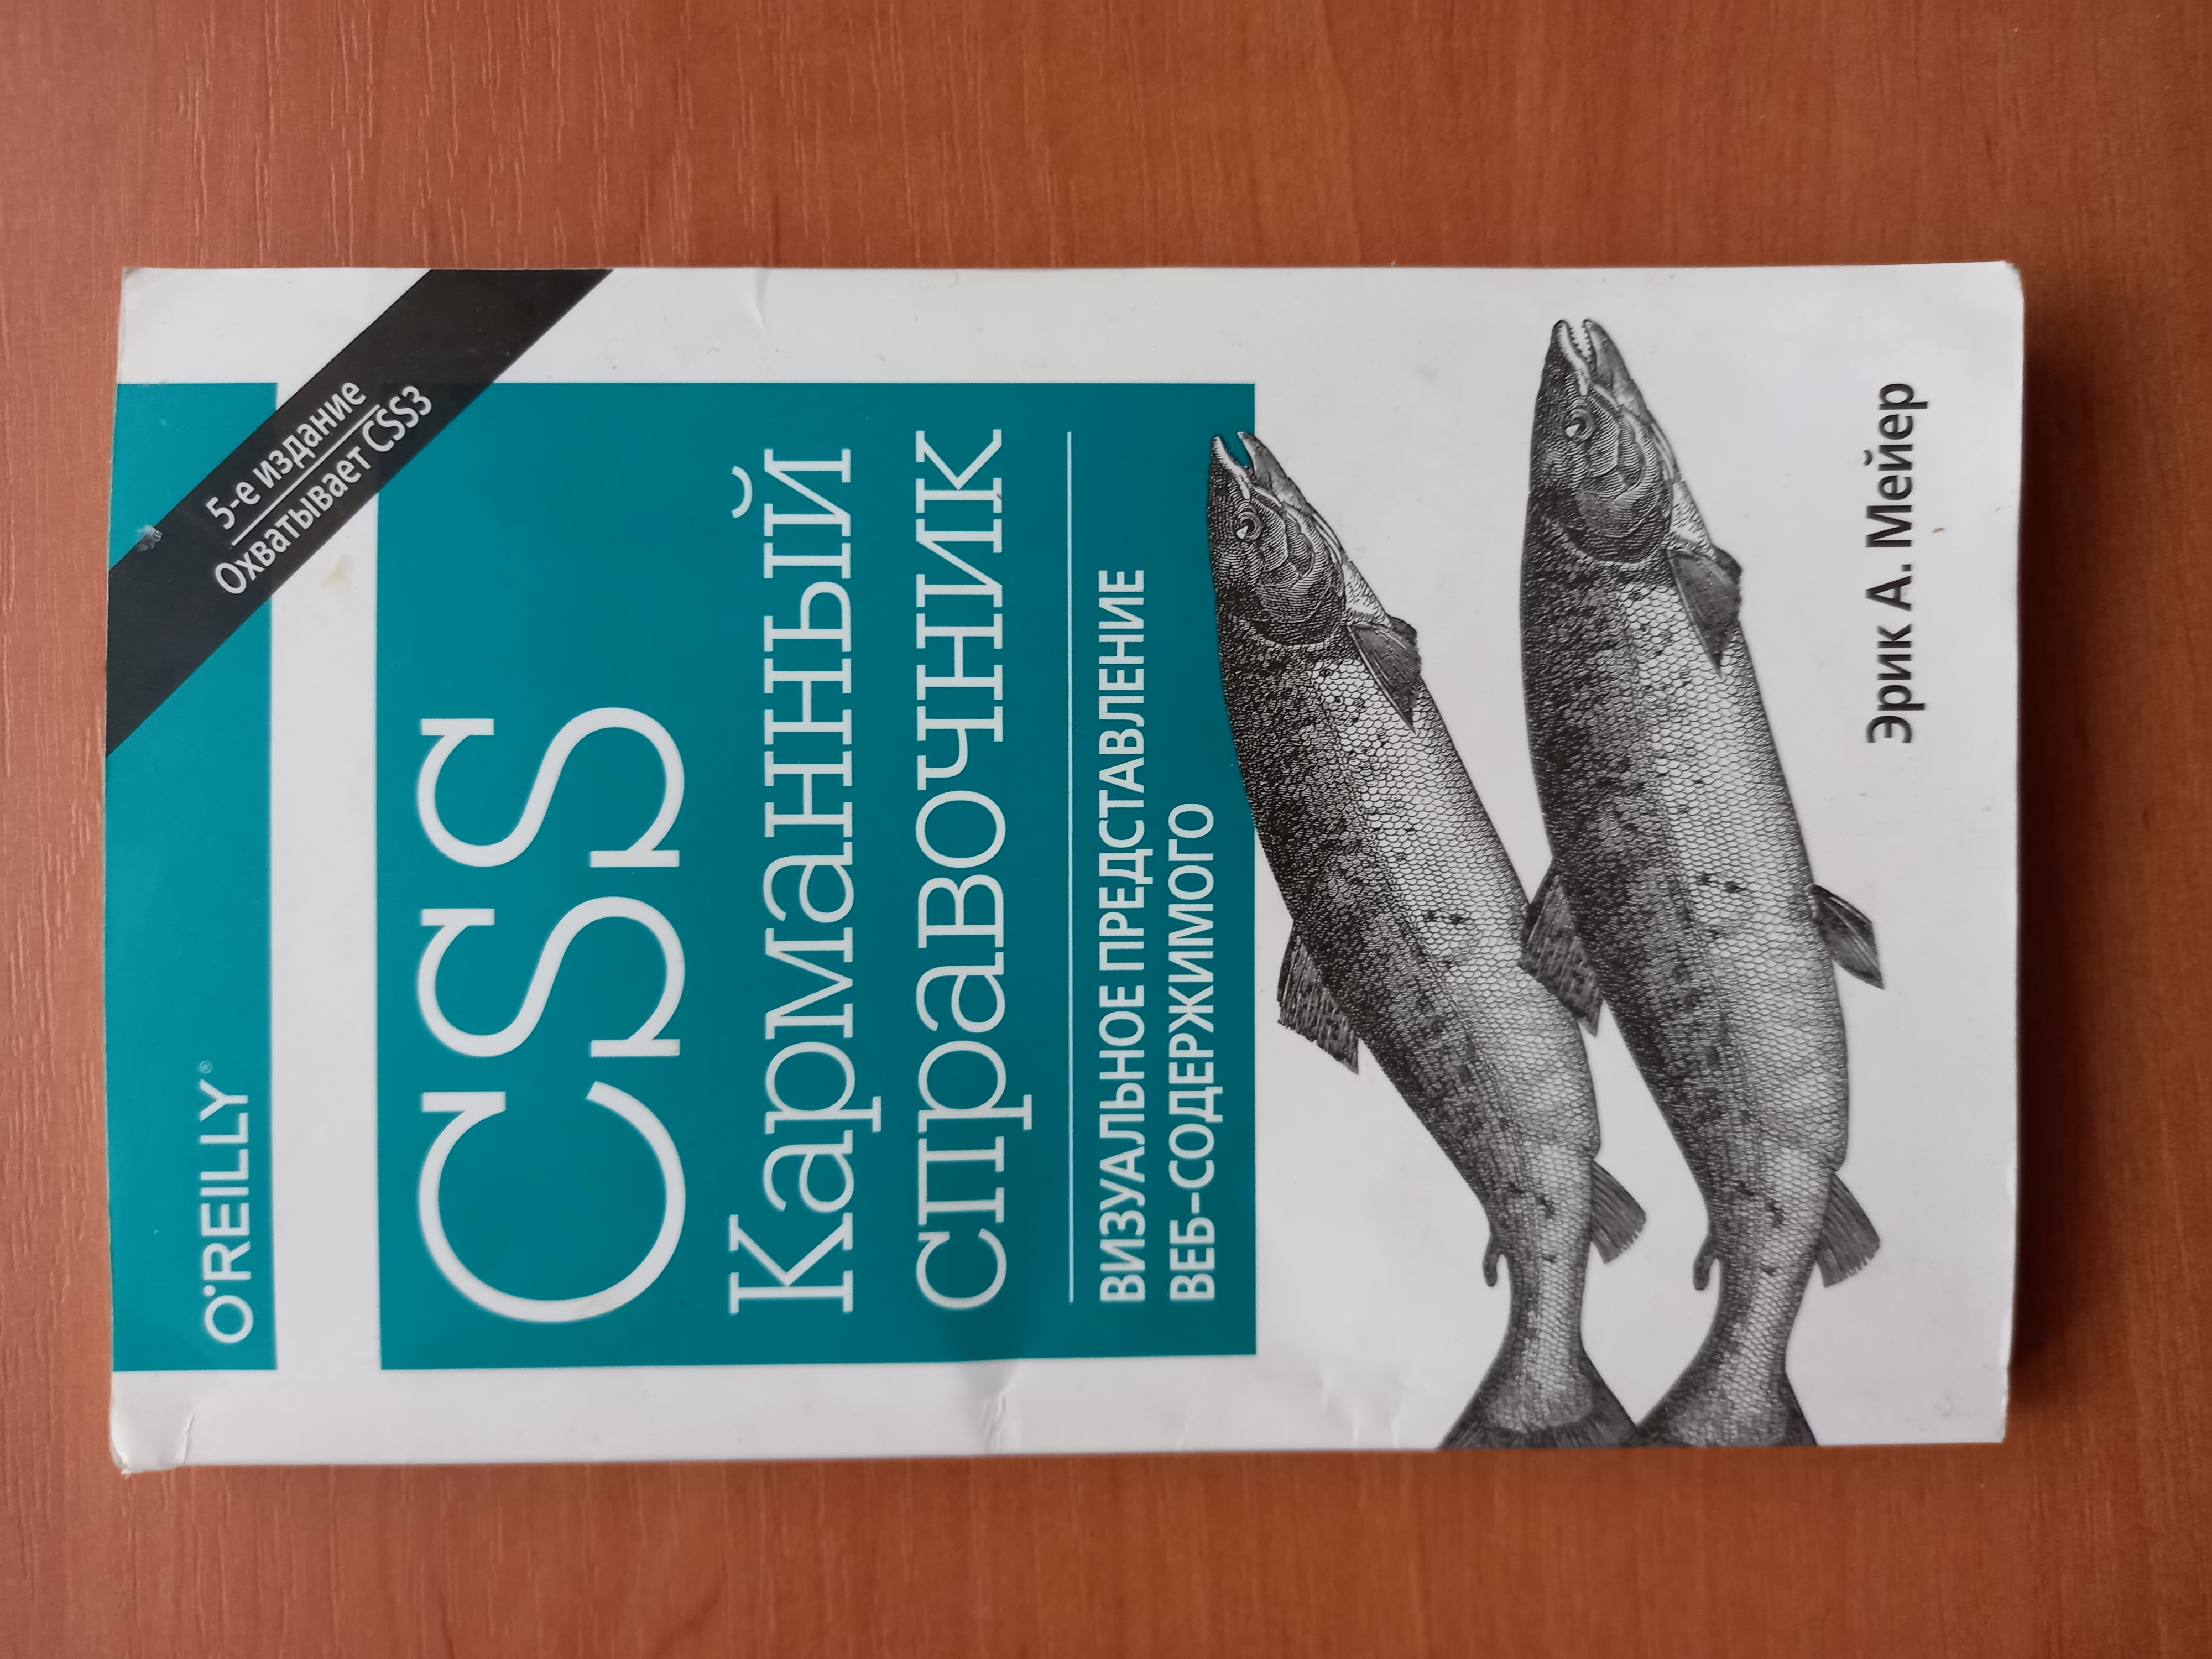 O'REILLY®
5-е издание
Охватывает CSS3
CSS
Карманный
справочник
ВИЗУАЛЬНОЕ ПРЕДСТАВЛЕНИЕ
ВЕБ-СОДЕРЖИМОГО
Эрик А. Мейер